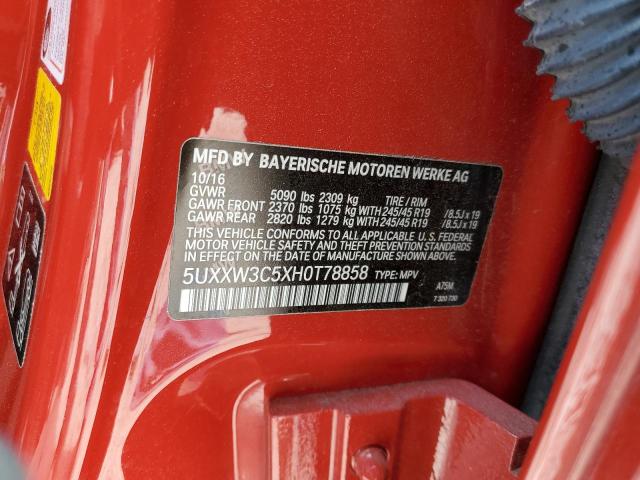 MFD BY BAYERISCHE MOTOREN WERKE AG
10/16
GVWR 5090 lbs 2309 kg TIRE / RIM
GAWR FRONT 2370 lbs 1075 kg WITH 245/45 R19 /8.5J x 19
GAWR REAR 2820 lbs 1279 kg WITH 245/45 R19 /8.5J x 19
THIS VEHICLE CONFORMS TO ALL APPLICABLE U.S. FEDERAL
MOTOR VEHICLE SAFETY AND THEFT PREVENTION STANDARDS
IN EFFECT ON THE DATE OF MANUFACTURE SHOWN ABOVE.
5UXXW3C5XH0T78858 TYPE: MPV
A75M
7 320 730